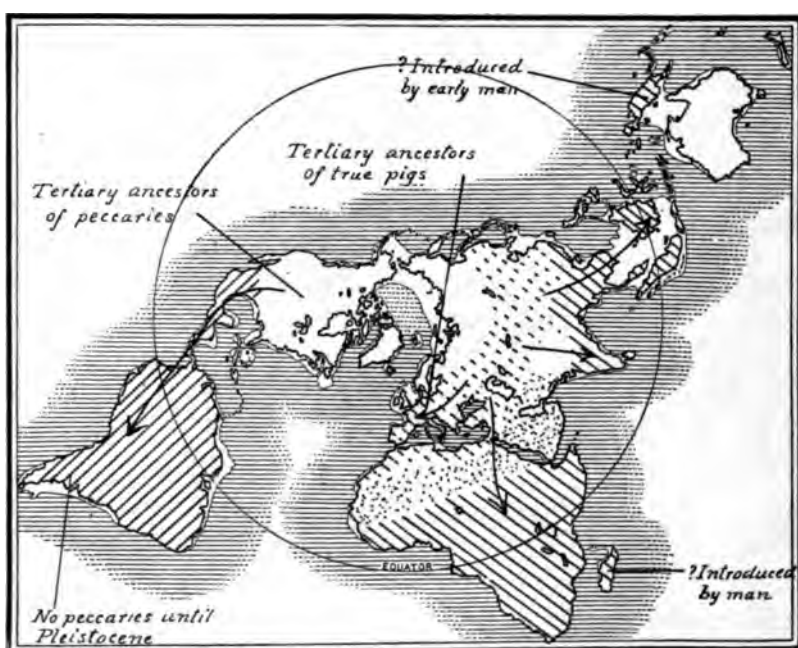 ?Introduced
by early man
Tertiary ancestors
of true pigs
Tertiary ancestors
of peccaries
EQUATOR
?Introduced
by man
No peccaries until
Pleistocene